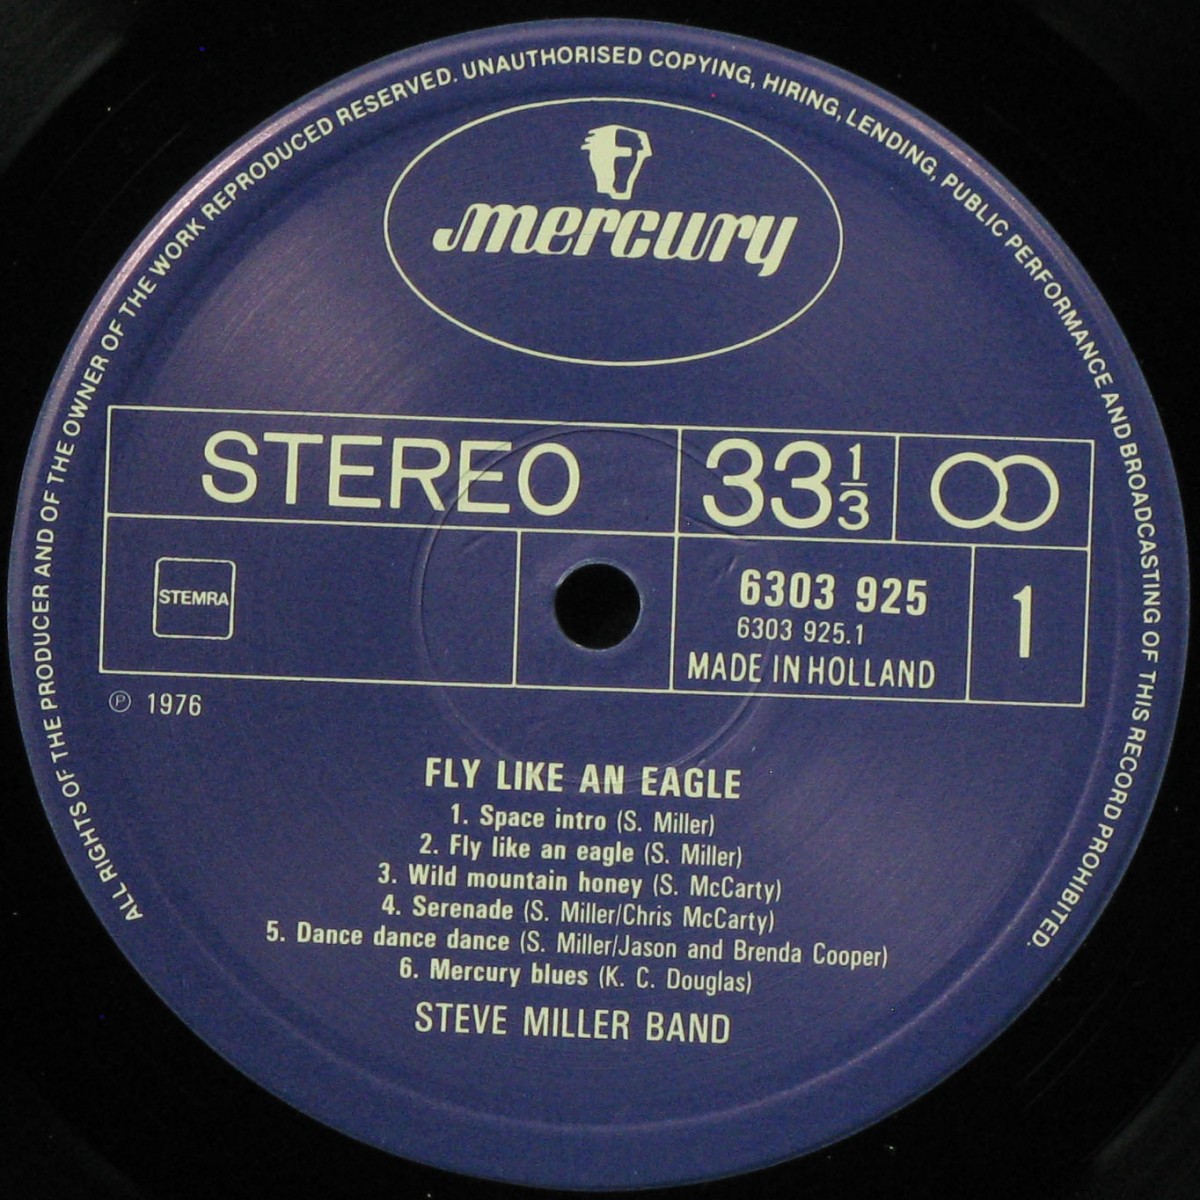 ALL RIGHTS OF THE PRODUCER AND OF THE OWNER OF THE WORK REPRODUCED RESERVED. UNAUTHORISED COPYING, HIRING, LENDING, PUBLIC PERFORMANCE AND BROADCASTING OF THIS RECORD PROHIBITED.
mercury
STEREO 33 1/3
STEMRA
6303 925 1
6303 925.1
MADE IN HOLLAND
℗ 1976
FLY LIKE AN EAGLE
1. Space intro (S. Miller)
2. Fly like an eagle (S. Miller)
3. Wild mountain honey (S. McCarty)
4. Serenade (S. Miller/Chris McCarty)
5. Dance dance dance (S. Miller/Jason and Brenda Cooper)
6. Mercury blues (K. C. Douglas)
STEVE MILLER BAND